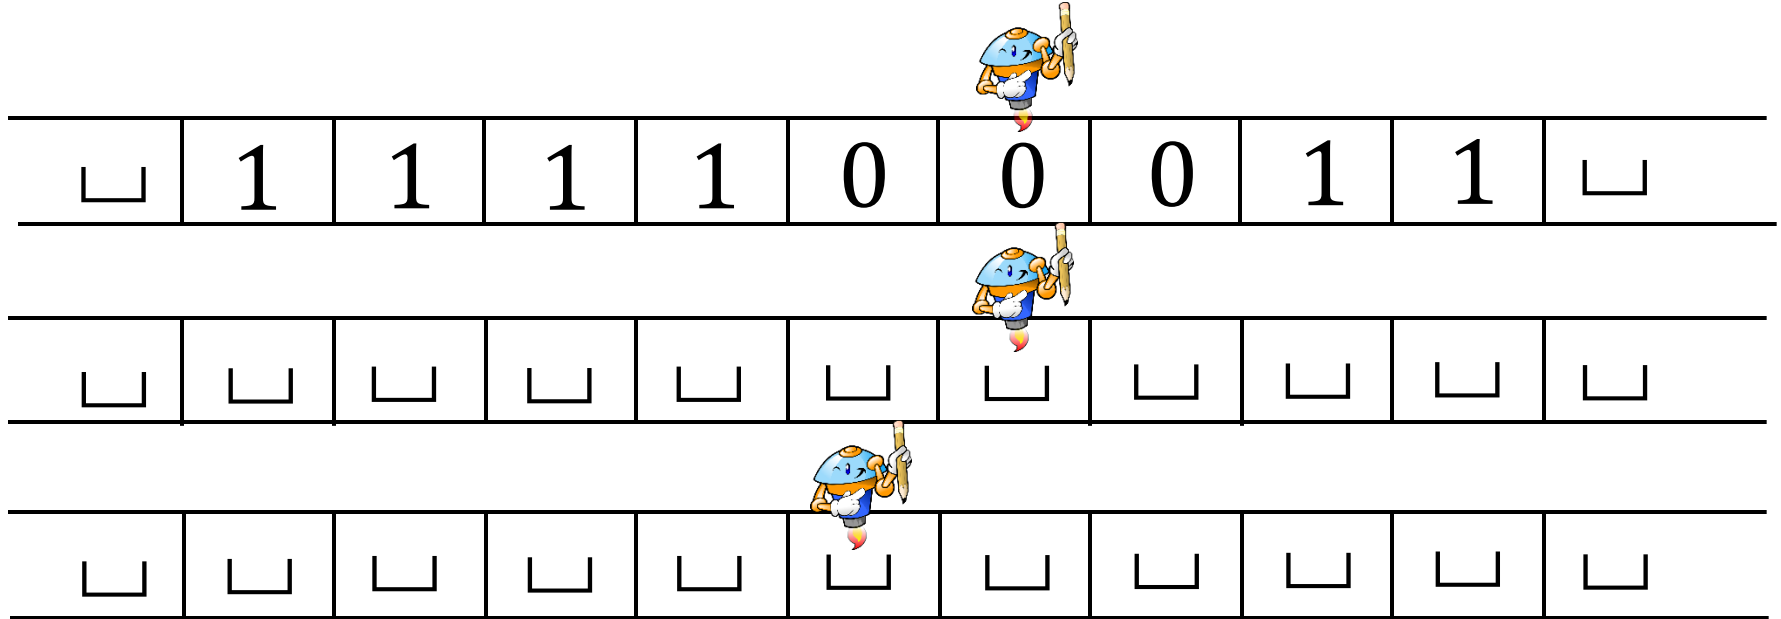 ␣ 1 1 1 1 0 0 0 1 1 ␣
␣ ␣ ␣ ␣ ␣ ␣ ␣ ␣ ␣ ␣ ␣
␣ ␣ ␣ ␣ ␣ ␣ ␣ ␣ ␣ ␣ ␣